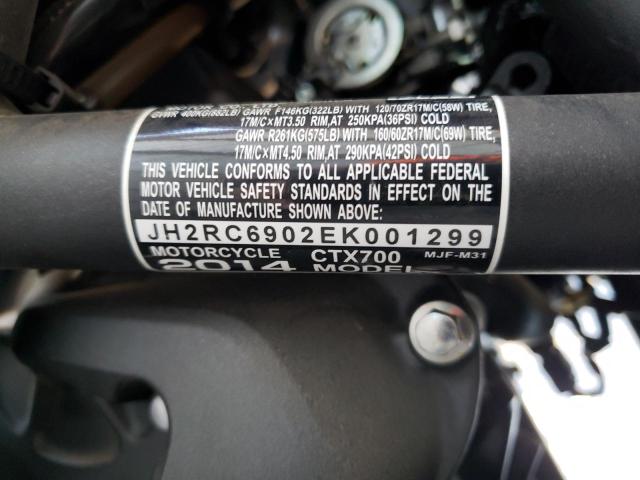 MOTOR CO., LTD.
GVWR 400KG(882LB) GAWR F146KG(322LB) WITH 120/70ZR17M/C(58W) TIRE,
17M/C×MT3.50 RIM, AT 250KPA(36PSI) COLD
GAWR R261KG(575LB) WITH 160/60ZR17M/C(69W) TIRE,
17M/C×MT4.50 RIM, AT 290KPA(42PSI) COLD
THIS VEHICLE CONFORMS TO ALL APPLICABLE FEDERAL
MOTOR VEHICLE SAFETY STANDARDS IN EFFECT ON THE
DATE OF MANUFACTURE SHOWN ABOVE:
JH2RC6902EK001299
MOTORCYCLE CTX700 MJF-M31
2014 MODEL